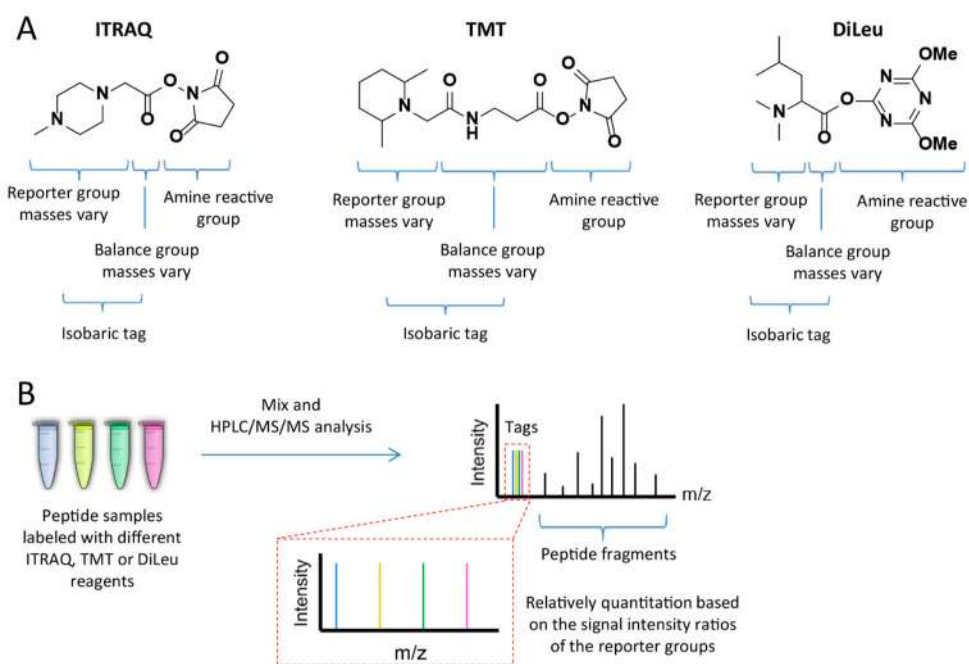 A
ITRAQ
TMT
DiLeu
N
N
O
O
N
O
O
N
O
N
H
O
O
N
O
O
N
O
O
N
N
N
OMe
OMe
Reporter group
masses vary
Amine reactive
group
Balance group
masses vary
Isobaric tag
Reporter group
masses vary
Amine reactive
group
Balance group
masses vary
Isobaric tag
Reporter group
masses vary
Amine reactive
group
Balance group
masses vary
Isobaric tag
B
Mix and
HPLC/MS/MS analysis
Peptide samples
labeled with different
ITRAQ, TMT or DiLeu
reagents
Intensity
Tags
m/z
Peptide fragments
Intensity
m/z
Relatively quantitation based
on the signal intensity ratios
of the reporter groups